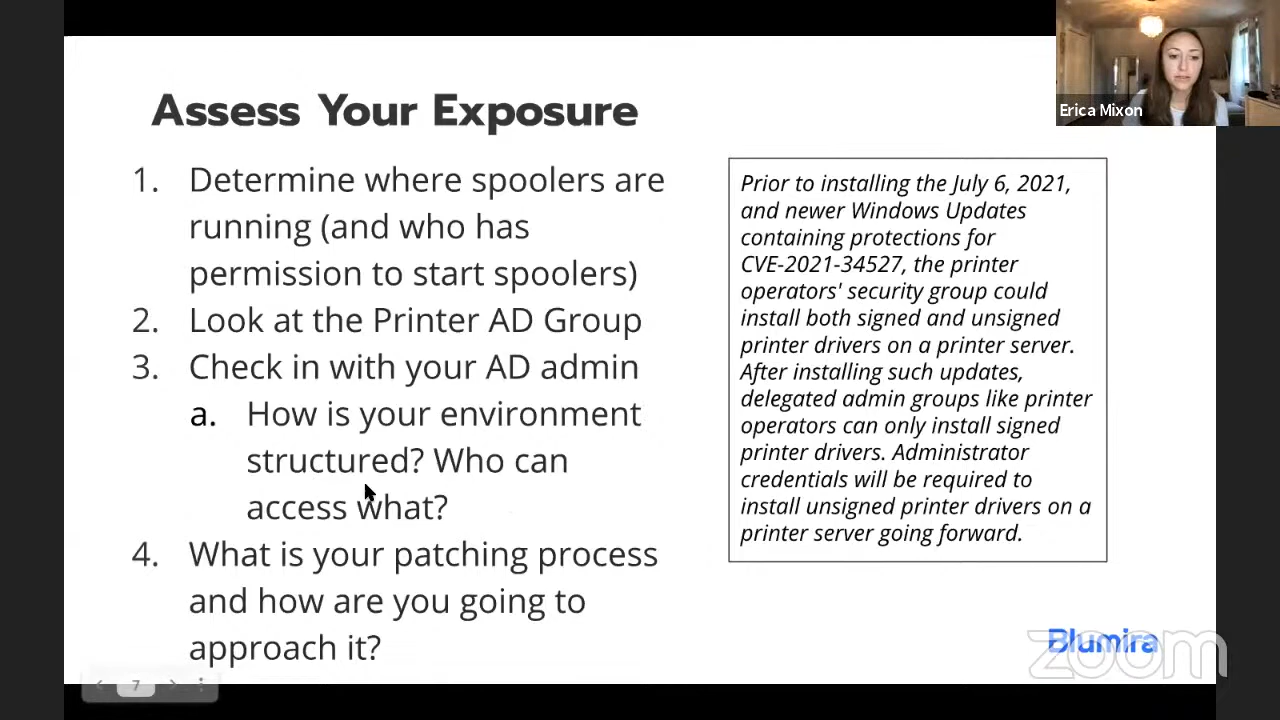 Assess Your Exposure
1. Determine where spoolers are
running (and who has
permission to start spoolers)
2. Look at the Printer AD Group
3. Check in with your AD admin
a. How is your environment
structured? Who can
access what?
4. What is your patching process
and how are you going to
approach it?
Prior to installing the July 6, 2021,
and newer Windows Updates
containing protections for
CVE-2021-34527, the printer
operators' security group could
install both signed and unsigned
printer drivers on a printer server.
After installing such updates,
delegated admin groups like printer
operators can only install signed
printer drivers. Administrator
credentials will be required to
install unsigned printer drivers on a
printer server going forward.
Erica Mixon
Blumira
zoom
7